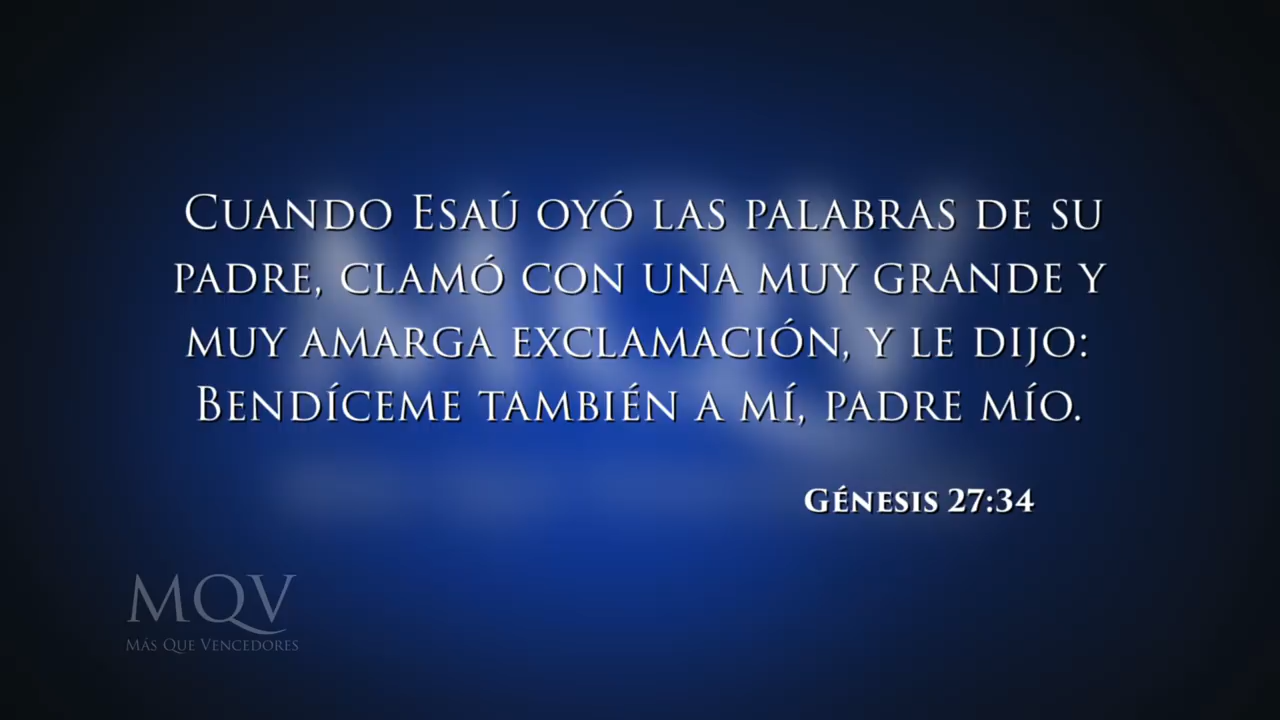 Cuando Esaú oyó las palabras de su
padre, clamó con una muy grande y
muy amarga exclamación, y le dijo:
Bendíceme también a mí, padre mío.
Génesis 27:34
MQV
Más Que Vencedores